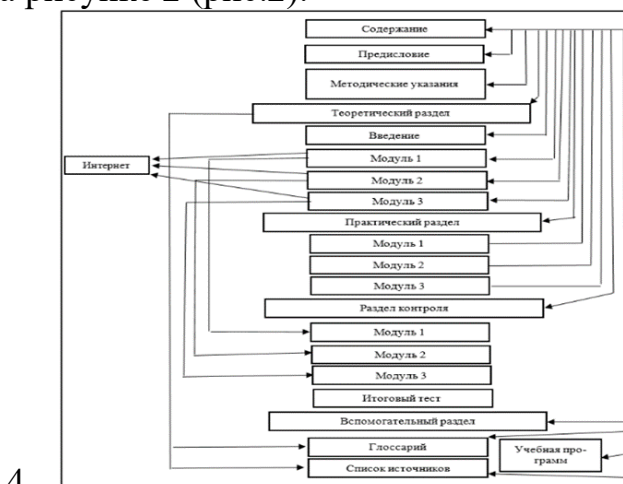 а рисунке 2 (рис.2).
Содержание
Предисловие
Методические указания
Теоретический раздел
Введение
Интернет
Модуль 1
Модуль 2
Модуль 3
Практический раздел
Модуль 1
Модуль 2
Модуль 3
Раздел контроля
Модуль 1
Модуль 2
Модуль 3
Итоговый тест
Вспомогательный раздел
Глоссарий
Учебная про-
грамм
Список источников
4